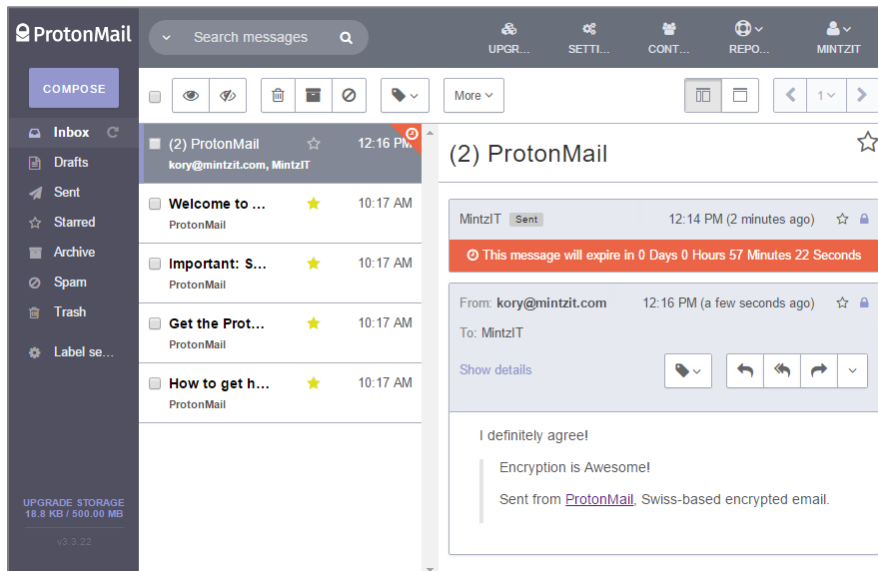 ProtonMail
Search messages
UPGR...
SETTI...
CONT...
REPO...
MINTZIT
COMPOSE
More
1
Inbox
Drafts
Sent
Starred
Archive
Spam
Trash
Label se...
UPGRADE STORAGE
18.8 KB / 500.00 MB
v3.3.22
(2) ProtonMail 12:16 PM
kory@mintzit.com, MintzIT
Welcome to ... 10:17 AM
ProtonMail
Important: S... 10:17 AM
ProtonMail
Get the Prot... 10:17 AM
ProtonMail
How to get h... 10:17 AM
ProtonMail
(2) ProtonMail
MintzIT Sent 12:14 PM (2 minutes ago)
This message will expire in 0 Days 0 Hours 57 Minutes 22 Seconds
From: kory@mintzit.com 12:16 PM (a few seconds ago)
To: MintzIT
Show details
I definitely agree!
Encryption is Awesome!
Sent from ProtonMail, Swiss-based encrypted email.